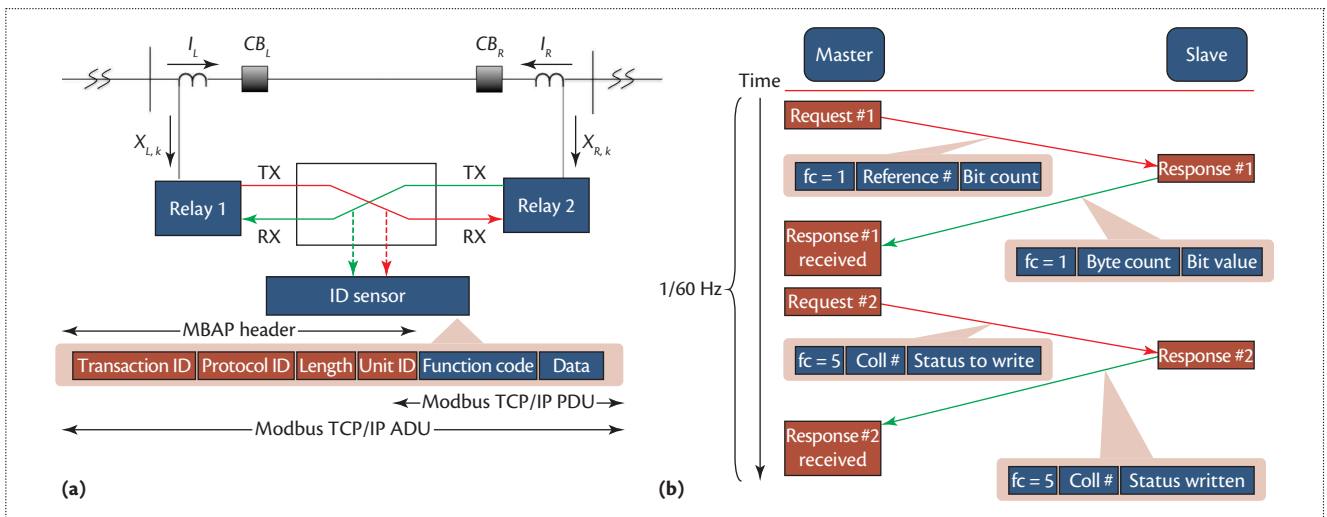 I_L
CB_L
CB_R
I_R
X_L, k
X_R, k
TX
TX
Relay 1
Relay 2
RX
RX
ID sensor
MBAP header
Transaction ID
Protocol ID
Length
Unit ID
Function code
Data
Modbus TCP/IP PDU
Modbus TCP/IP ADU
(a)
Master
Slave
Time
Request #1
fc = 1
Reference #
Bit count
Response #1
Response #1
received
fc = 1
Byte count
Bit value
1/60 Hz
Request #2
fc = 5
Coll #
Status to write
Response #2
Response #2
received
fc = 5
Coll #
Status written
(b)